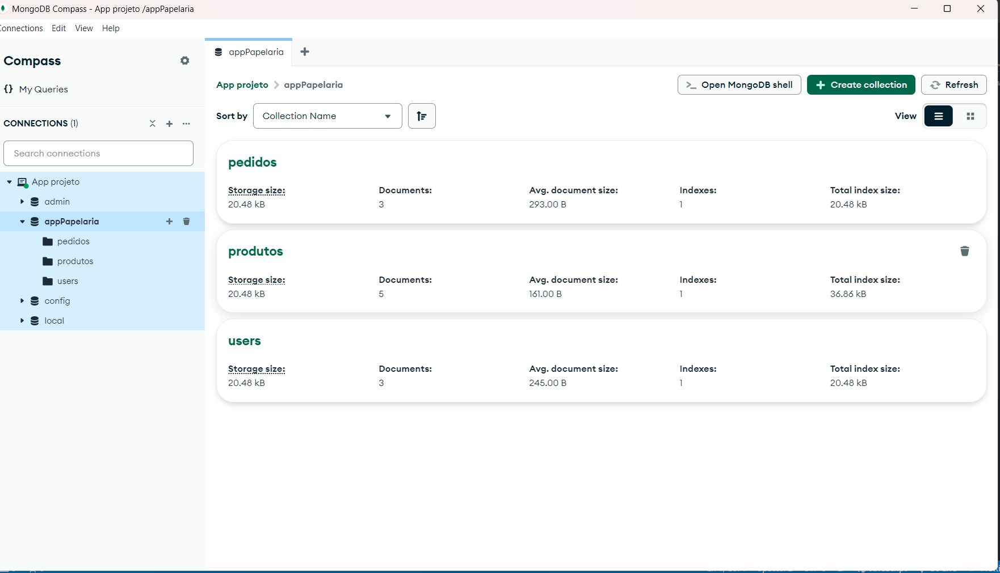 MongoDB Compass - App projeto /appPapelaria
Connections Edit View Help
Compass
My Queries
CONNECTIONS (1)
Search connections
App projeto
admin
appPapelaria
pedidos
produtos
users
config
local
appPapelaria
App projeto > appPapelaria
>_ Open MongoDB shell
+ Create collection
Refresh
Sort by Collection Name
View
pedidos
Storage size: Documents: Avg. document size: Indexes: Total index size:
20.48 kB 3 293.00 B 1 20.48 kB
produtos
Storage size: Documents: Avg. document size: Indexes: Total index size:
20.48 kB 5 161.00 B 1 36.86 kB
users
Storage size: Documents: Avg. document size: Indexes: Total index size:
20.48 kB 3 245.00 B 1 20.48 kB